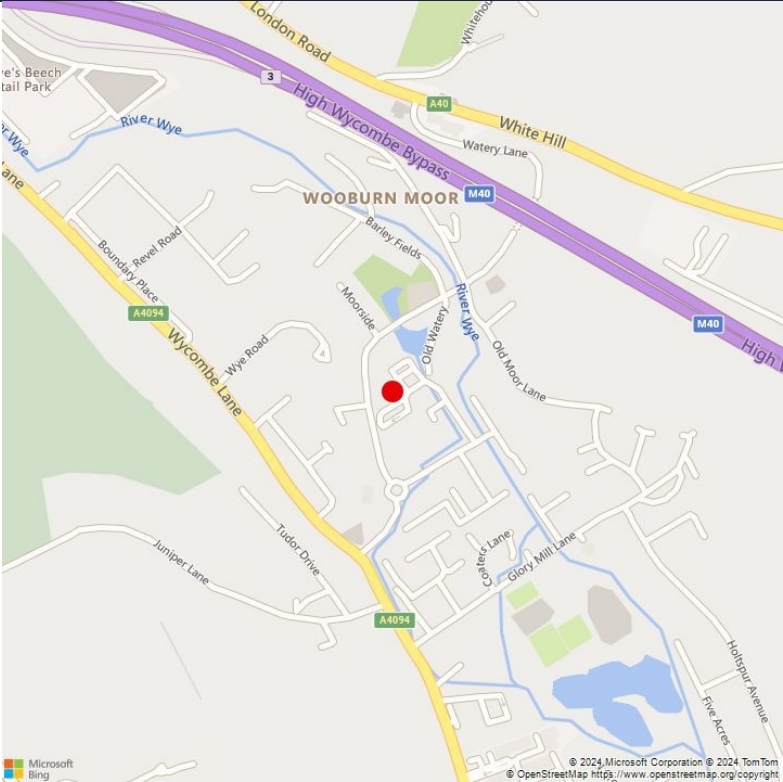 London Road
Whitehou
3
A40
ye's Beech
tail Park
High Wycombe Bypass
White Hill
River Wye
er Wye
Watery Lane
Lane
WOOBURN MOOR
M40
Barley Fields
Revel Road
Boundary Place
Moorside
River Wye
A4094
M40
Old Watery
Wye Road
Wycombe Lane
Old Moor Lane
High W
Tudor Drive
Juniper Lane
Coaters Lane
Glory Mill Lane
A4094
Holtspur Avenue
Five Acres
Microsoft
Bing
© 2024 Microsoft Corporation © 2024 TomTom
© OpenStreetMap https://www.openstreetmap.org/copyright